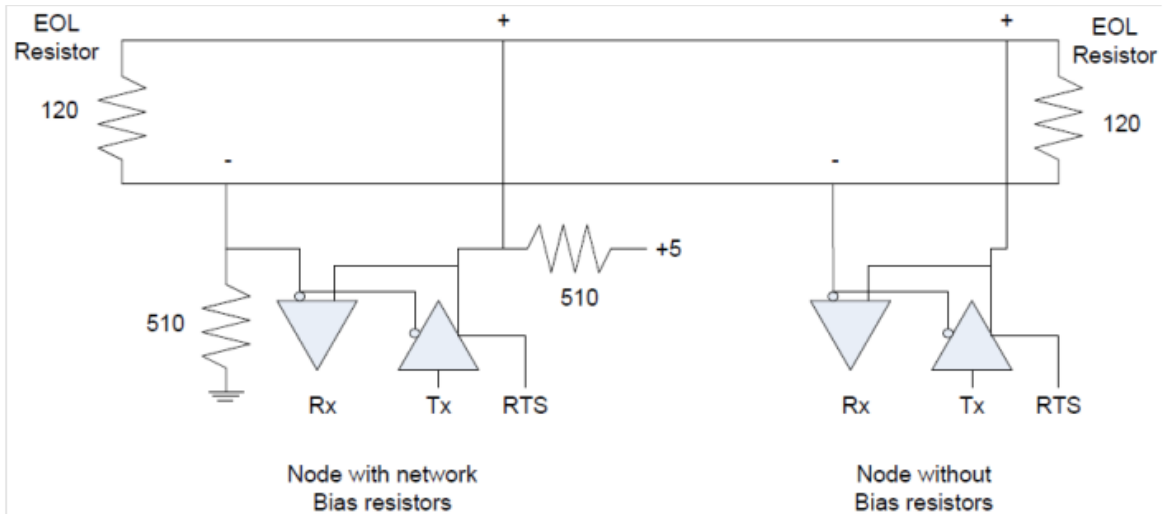 EOL
Resistor
+
+
EOL
Resistor
120
120
-
-
+5
510
510
Rx
Tx
RTS
Rx
Tx
RTS
Node with network
Bias resistors
Node without
Bias resistors